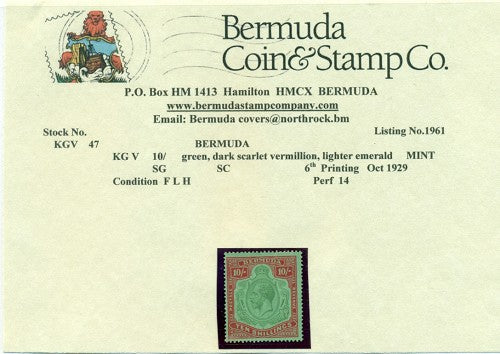 Bermuda
Coin&Stamp Co.
P.O. Box HM 1413 Hamilton HMCX BERMUDA
www.bermudastampcompany.com
Email: Bermuda covers@northrock.bm
Stock No. Listing No.1961
KGV 47 BERMUDA
KG V 10/ green, dark scarlet vermillion, lighter emerald MINT
SG SC 6th Printing Oct 1929
Condition F L H Perf 14
BERMUDA
10/- 10/-
TEN SHILLINGS